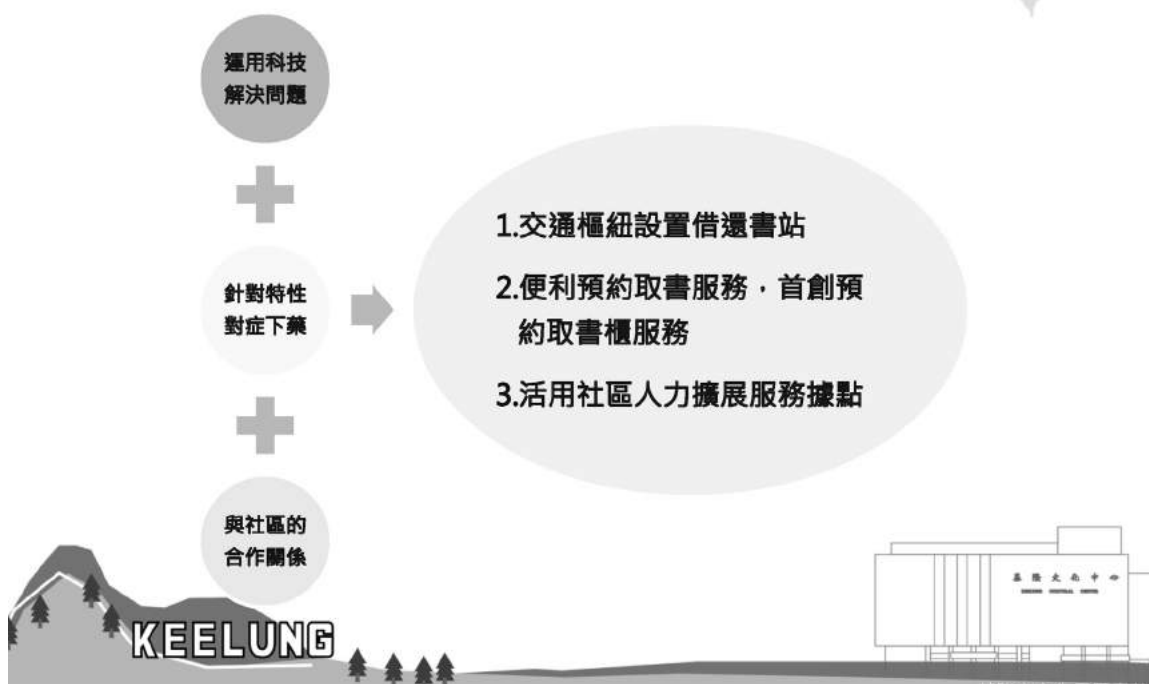 運用科技
解決問題
針對特性
對症下藥
與社區的
合作關係
1.交通樞紐設置借還書站
2.便利預約取書服務，首創預
約取書櫃服務
3.活用社區人力擴展服務據點
KEELUNG
基隆文化中心